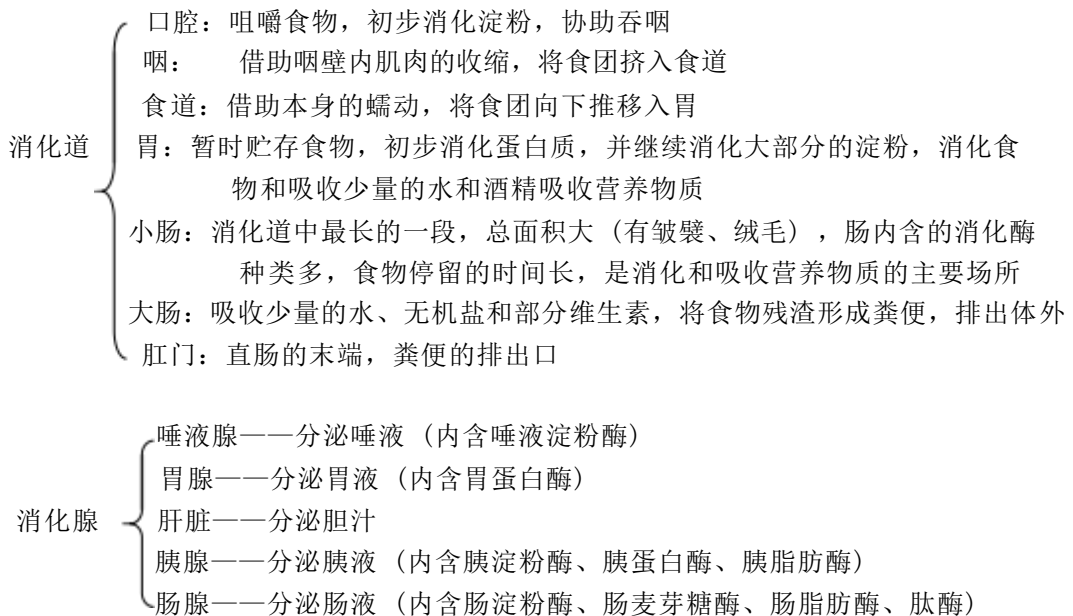 口腔：咀嚼食物，初步消化淀粉，协助吞咽
咽： 借助咽壁内肌肉的收缩，将食团挤入食道
食道：借助本身的蠕动，将食团向下推移入胃
消化道
胃：暂时贮存食物，初步消化蛋白质，并继续消化大部分的淀粉，消化食
物和吸收少量的水和酒精吸收营养物质
小肠：消化道中最长的一段，总面积大（有皱襞、绒毛），肠内含的消化酶
种类多，食物停留的时间长，是消化和吸收营养物质的主要场所
大肠：吸收少量的水、无机盐和部分维生素，将食物残渣形成粪便，排出体外
肛门：直肠的末端，粪便的排出口
唾液腺——分泌唾液（内含唾液淀粉酶）
胃腺——分泌胃液（内含胃蛋白酶）
消化腺
肝脏——分泌胆汁
胰腺——分泌胰液（内含胰淀粉酶、胰蛋白酶、胰脂肪酶）
肠腺——分泌肠液（内含肠淀粉酶、肠麦芽糖酶、肠脂肪酶、肽酶）